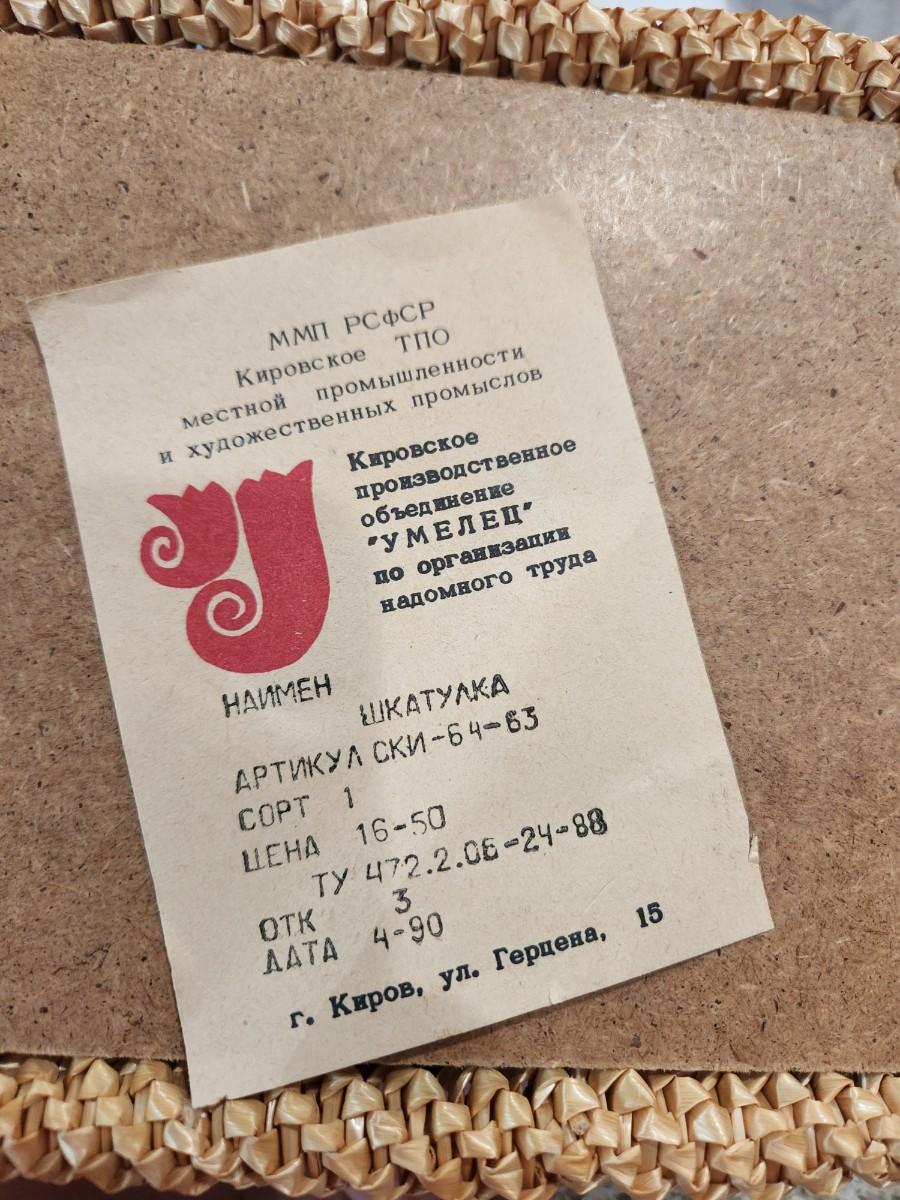 ММП РСФСР
Кировское ТПО
местной промышленности
и художественных промыслов
Кировское
производственное
объединение
"УМЕЛЕЦ"
по организации
надомного труда
НАИМЕН ШКАТУЛКА
АРТИКУЛ СКИ-64-63
СОРТ 1
ЦЕНА 16-50
ТУ 472.2.06-24-88
ОТК 3
ДАТА 4-90
г. Киров, ул. Герцена, 15